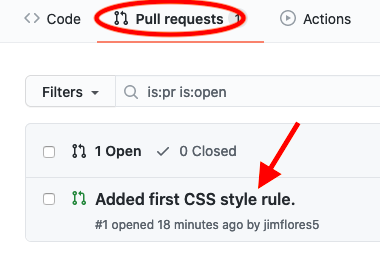 Code Pull requests 1 Actions
Filters is:pr is:open
1 Open 0 Closed
Added first CSS style rule.
#1 opened 18 minutes ago by jimflores5